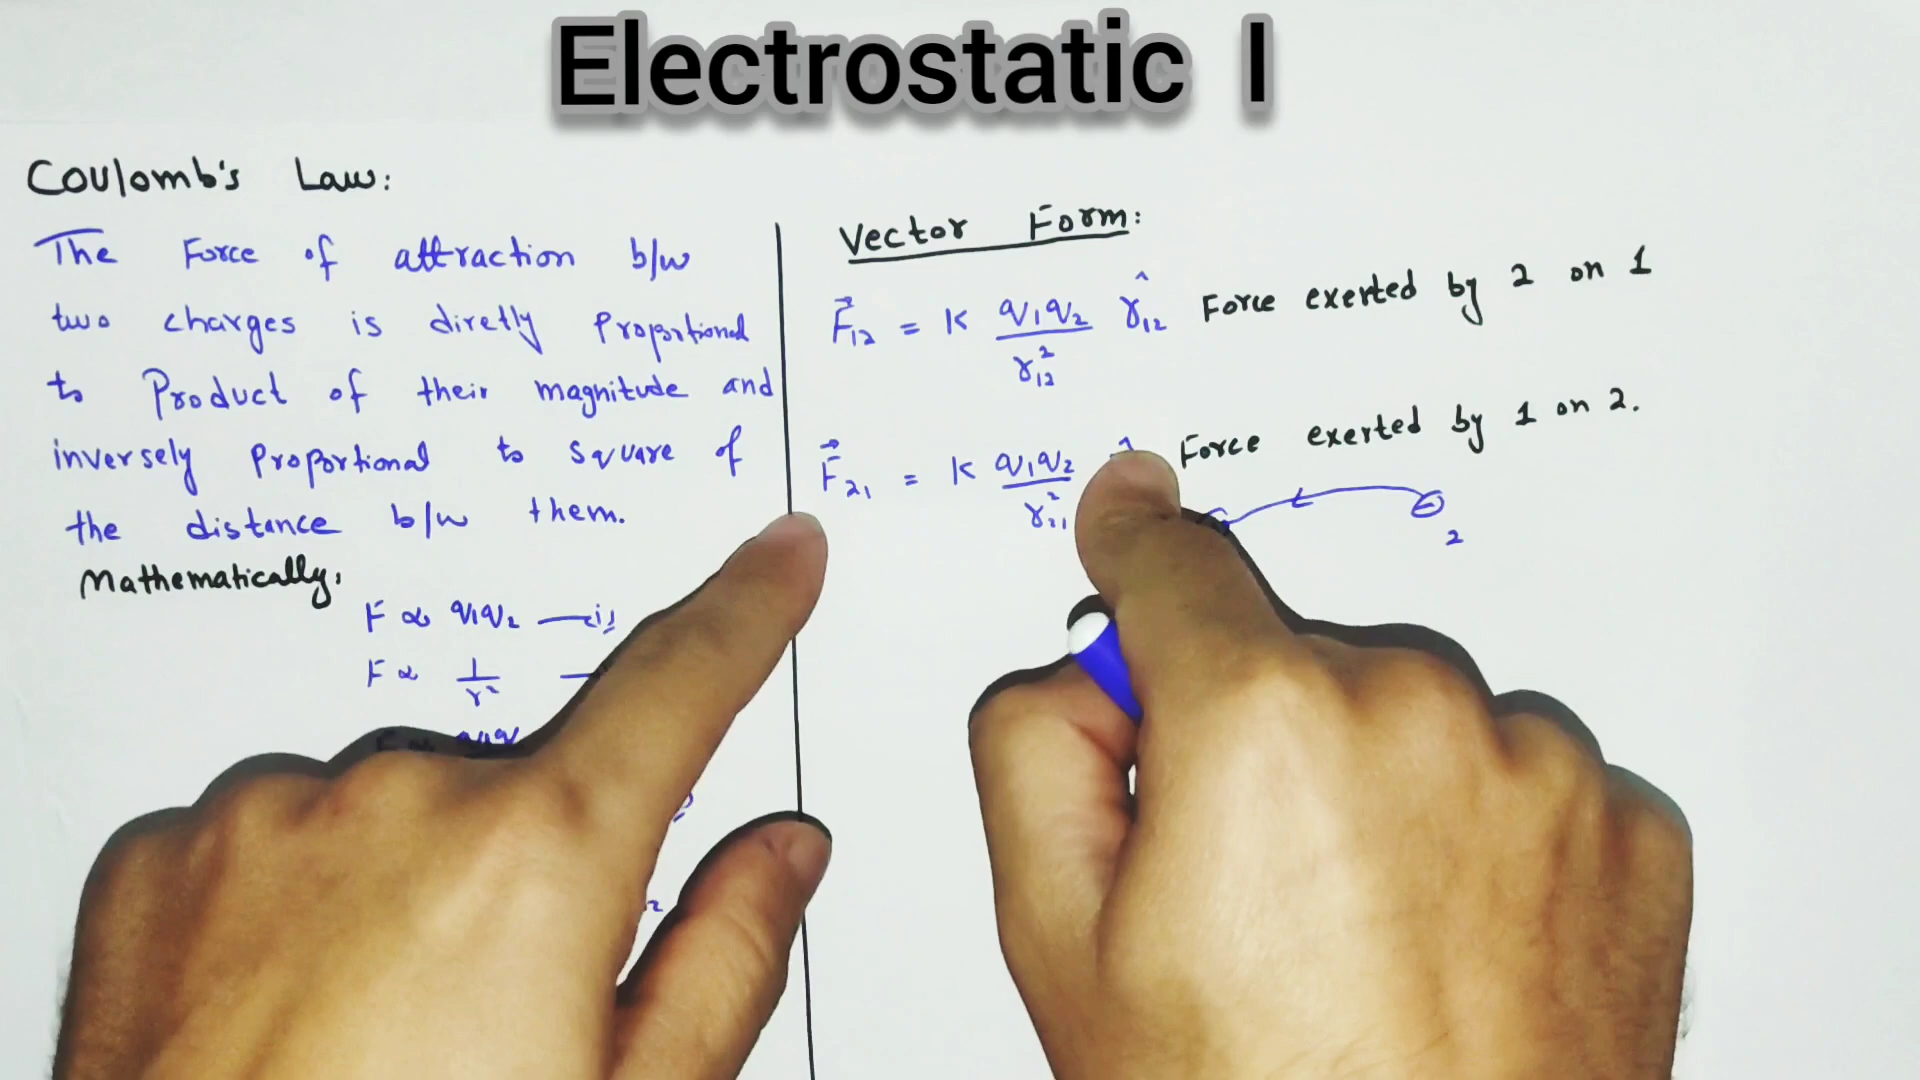 Electrostatic I
Coulomb's Law:
The Force of attraction b/w
two charges is diretly Proportional
to Product of their magnitude and
inversely Proportional to square of
the distance b/w them.
Mathematically,
F ∝ q₁q₂ —(i)
F ∝ 1/r² —
Vector Form:
F⃗₁₂ = K q₁q₂/r₁₂² r̂₁₂ Force exerted by 2 on 1
F⃗₂₁ = K q₁q₂/r₂₁² Force exerted by 1 on 2.
2